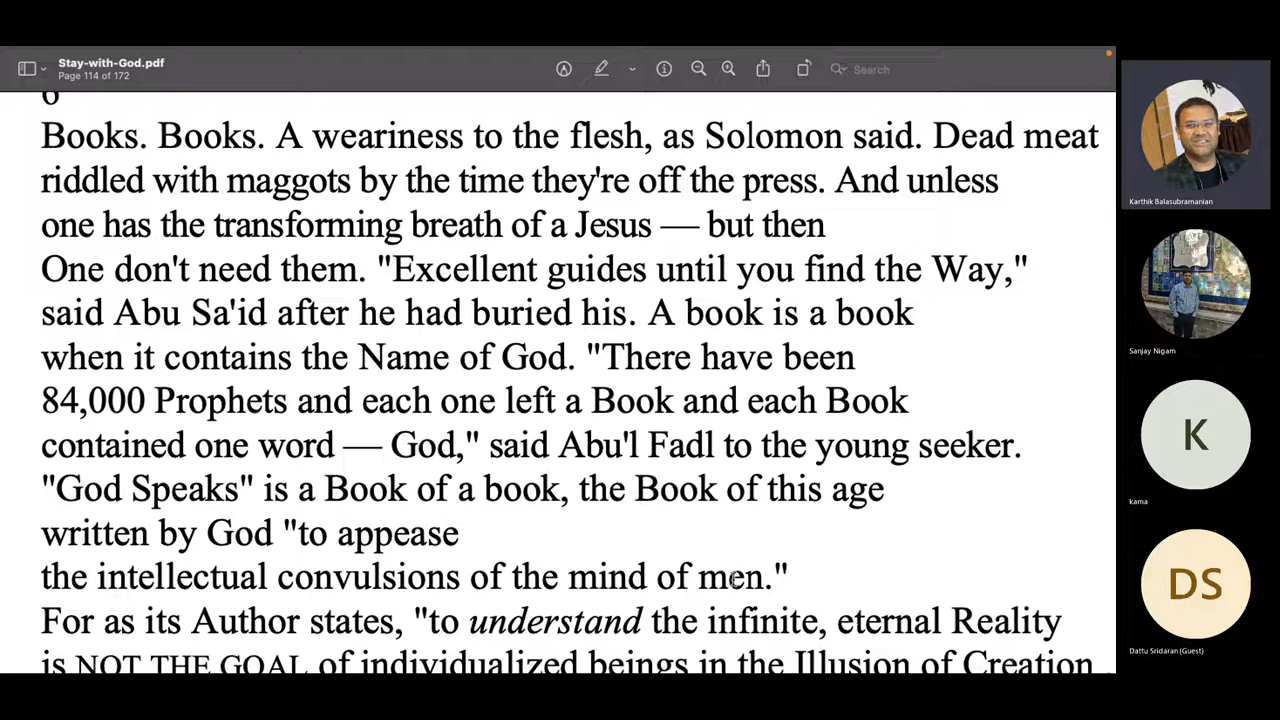 Stay-with-God.pdf
Page 114 of 172
Search
6
Books. Books. A weariness to the flesh, as Solomon said. Dead meat
riddled with maggots by the time they're off the press. And unless
one has the transforming breath of a Jesus — but then
One don't need them. "Excellent guides until you find the Way,"
said Abu Sa'id after he had buried his. A book is a book
when it contains the Name of God. "There have been
84,000 Prophets and each one left a Book and each Book
contained one word — God," said Abu'l Fadl to the young seeker.
"God Speaks" is a Book of a book, the Book of this age
written by God "to appease
the intellectual convulsions of the mind of men."
For as its Author states, "to understand the infinite, eternal Reality
is NOT THE GOAL of individualized beings in the Illusion of Creation
Karthik Balasubramanian
Sanjay Nigam
K
kama
DS
Dattu Sridaran (Guest)